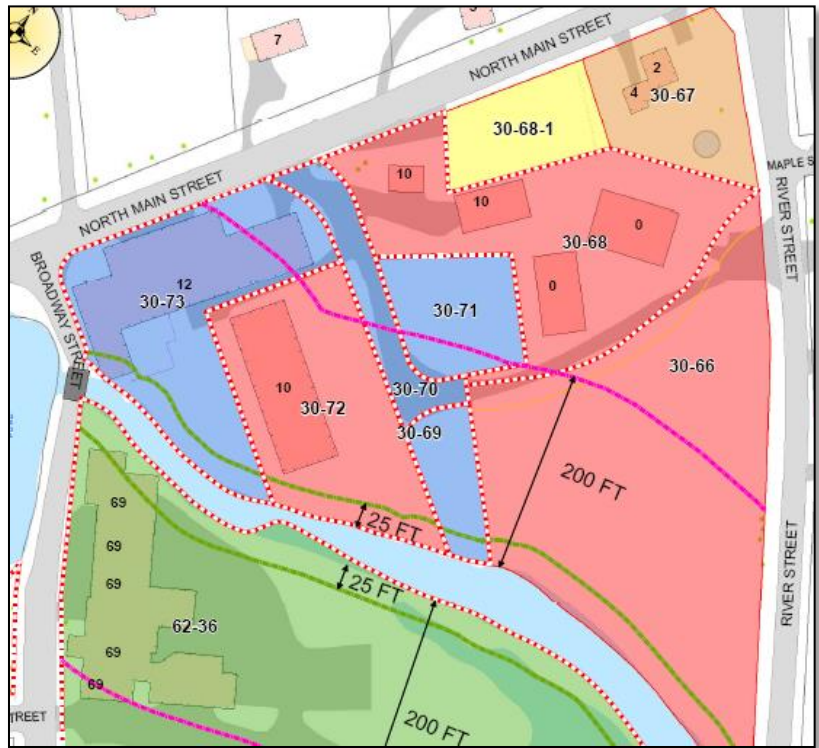 N
E
7
NORTH MAIN STREET
2
4
30-67
30-68-1
MAPLE S
10
RIVER STREET
NORTH MAIN STREET
10
30-68
0
BROADWAY STREET
12
30-73
0
30-71
30-66
10
30-72
30-70
30-69
200 FT
25 FT
RIVER STREET
69
69
25 FT
69
62-36
69
69
TREET
200 FT